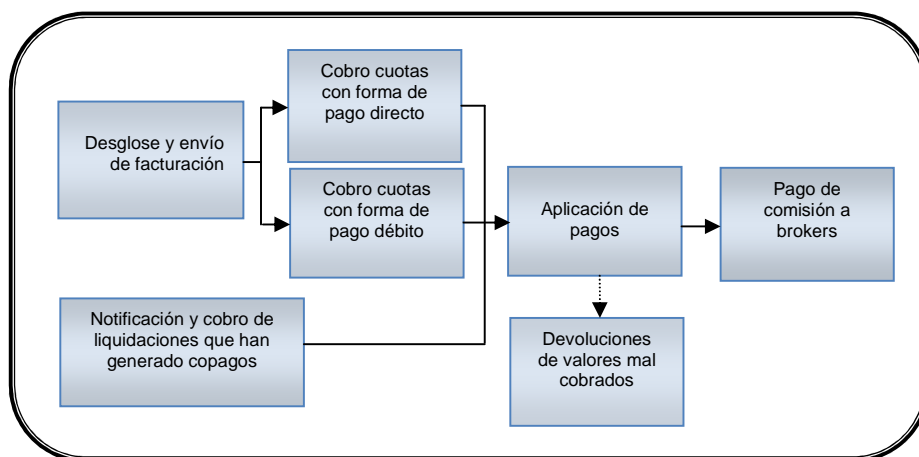 Cobro cuotas
con forma de
pago directo
Desglose y envío
de facturación
Cobro cuotas
con forma de
pago débito
Aplicación de
pagos
Pago de
comisión a
brokers
Notificación y cobro de
liquidaciones que han
generado copagos
Devoluciones
de valores mal
cobrados